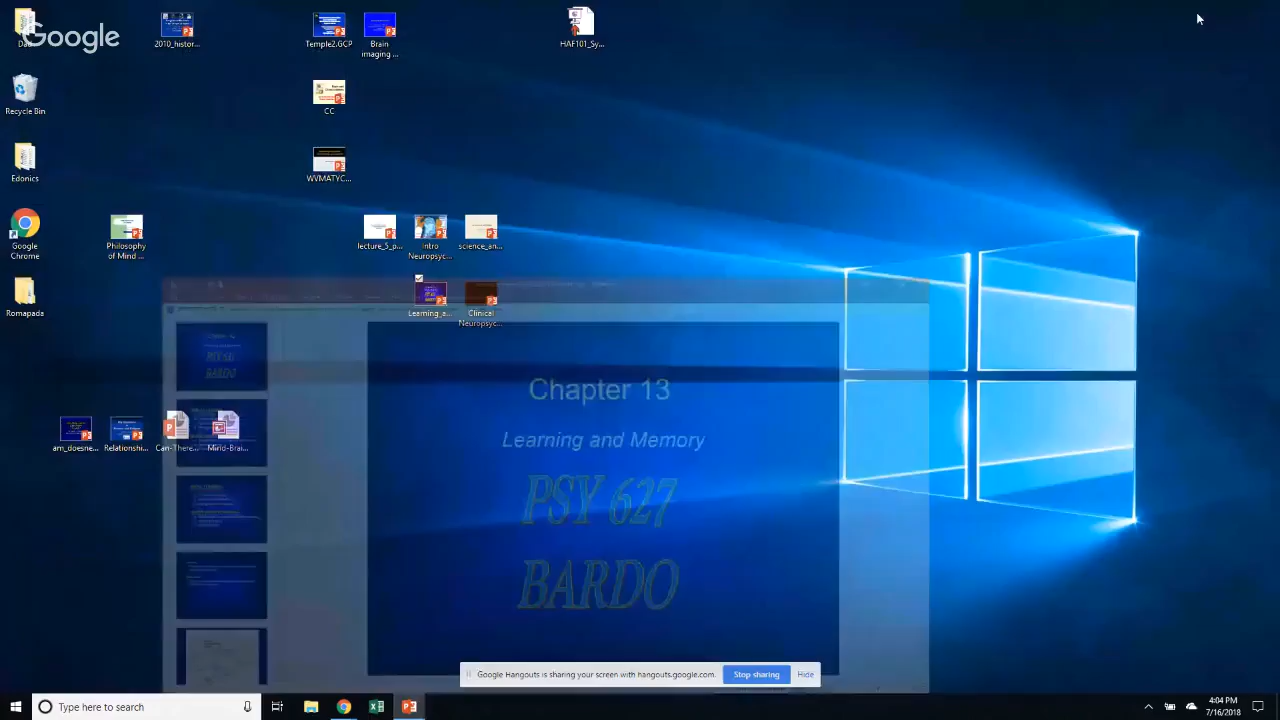 Google
Da
2010_histor...
Temple2.GCP
Brain
imaging ...
HAF101_Sy...
Recycle Bin
CC
Edonics
WVMATYC...
Google
Chrome
Philosophy
of Mind ...
lecture_5_p...
Intro
Neuropsyc...
science_an...
Romapada
Learning_a...
Clinical
Neuropsyc...
Chapter 13
Learning and Memory
PSY 627
BARDO
am_doesne...
Relationshi...
Can-There...
Mind-Brai...
Google Hangouts is sharing your screen with hangouts.google.com.
Stop sharing
Hide
Type here to search
4:04 PM
7/16/2018